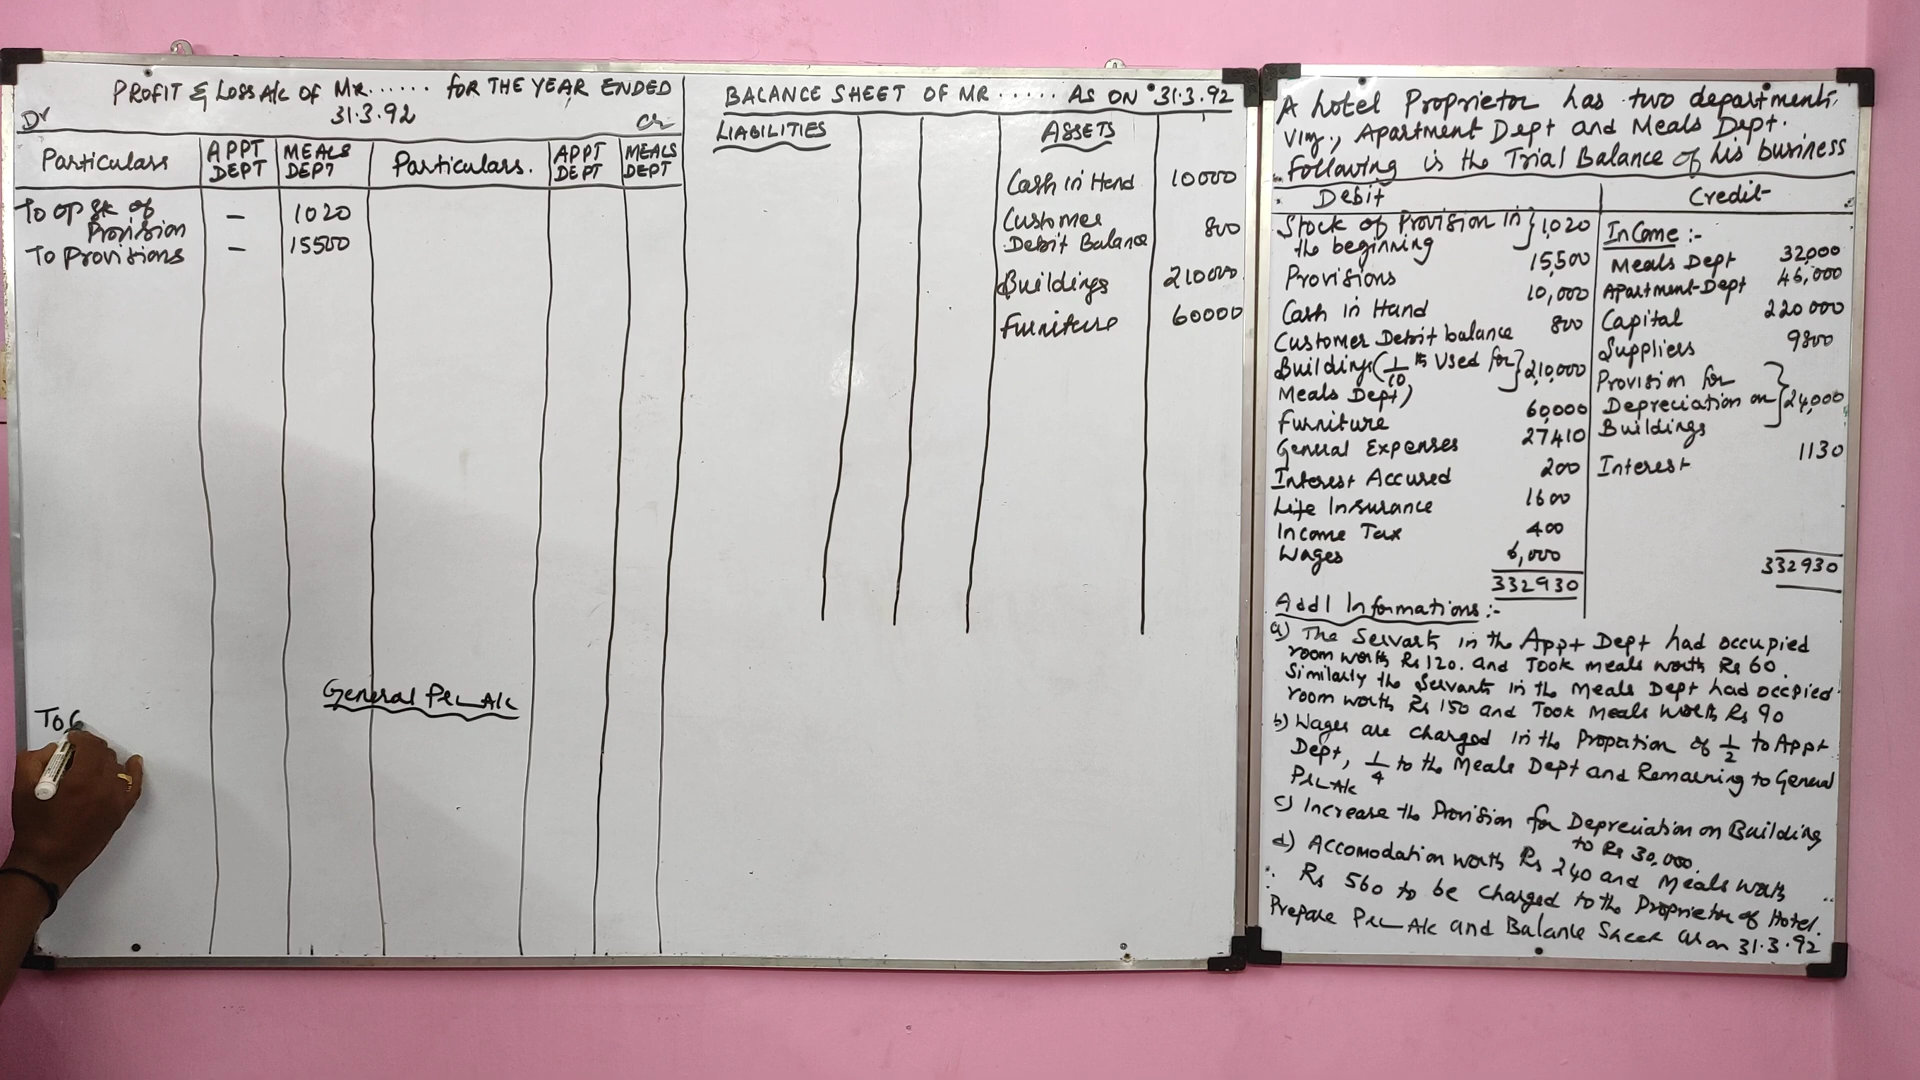 PROFIT & Loss A/c OF MR...... for THE YEAR ENDED
31.3.92
Dr
Cr
Particulars
APPT DEPT
MEALS DEPT
Particulars.
APPT DEPT
MEALS DEPT
To op sk of Provision
-
1020
To Provisions
-
15500
General P&L A/c
To G
BALANCE SHEET OF MR..... AS ON 31.3.92
LIABILITIES
ASSETS
Cash in Hand 10000
Customer
Debit Balance 800
Buildings 210000
Furniture 60000
A hotel Proprietor has two departments.
Viz., Apartment Dept and Meals Dept.
Following is the Trial Balance of his business
Debit
Credit
Stock of Provision in
the beginning 1,020
Provisions 15,500
Cash in Hand 10,000
Customer Debit balance 800
Buildings (1/10 th Used for
Meals Dept) 2,10,000
Furniture 60,000
General Expenses 27410
Interest Accured 200
Life Insurance 1600
Income Tax 400
Wages 6,000
332930
InCome :-
Meals Dept 32,000
Apartment-Dept 46,000
Capital 220000
Suppliers 9800
Provision for
Depreciation on 24,000
Buildings
Interest 1130
332930
Addl Informations :-
a) The Servants in the Appt Dept had occupied
room worth Rs 120. and Took meals worth Rs 60.
Similarly the Servants in the Meals Dept had occpied
room worth Rs 150 and Took Meals worth Rs 90
b) Wages are charged in the Propation of 1/2 to Appt
Dept, 1/4 to the Meals Dept and Remaining to General
P&L A/c
c) Increase the Provision for Depreciation on Building
to Rs 30,000.
d) Accomodation worth Rs 240 and Meals worth
Rs 560 to be Charged to the Proprietor of Hotel.
Prepare P&L A/c and Balance Sheet as on 31.3.92